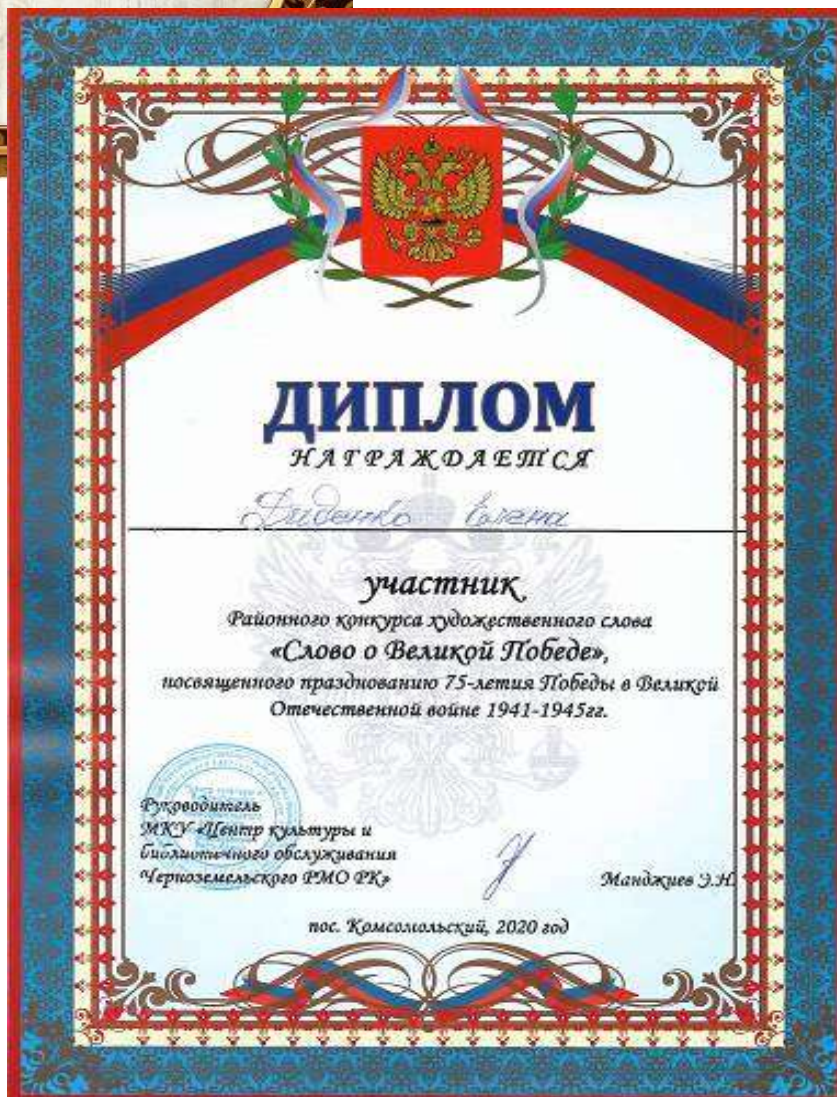 ДИПЛОМ
НАГРАЖДАЕТСЯ
Диденко
участник
Районного конкурса художественного слова
«Слово о Великой Победе»,
посвященного празднованию 75-летия Победы в Великой
Отечественной войне 1941-1945гг.
Руководитель
МКУ «Центр культуры и
библиотечного обслуживания
Черноземельского РМО РК»
Манджиев Э.Н.
пос. Комсомольский, 2020 год